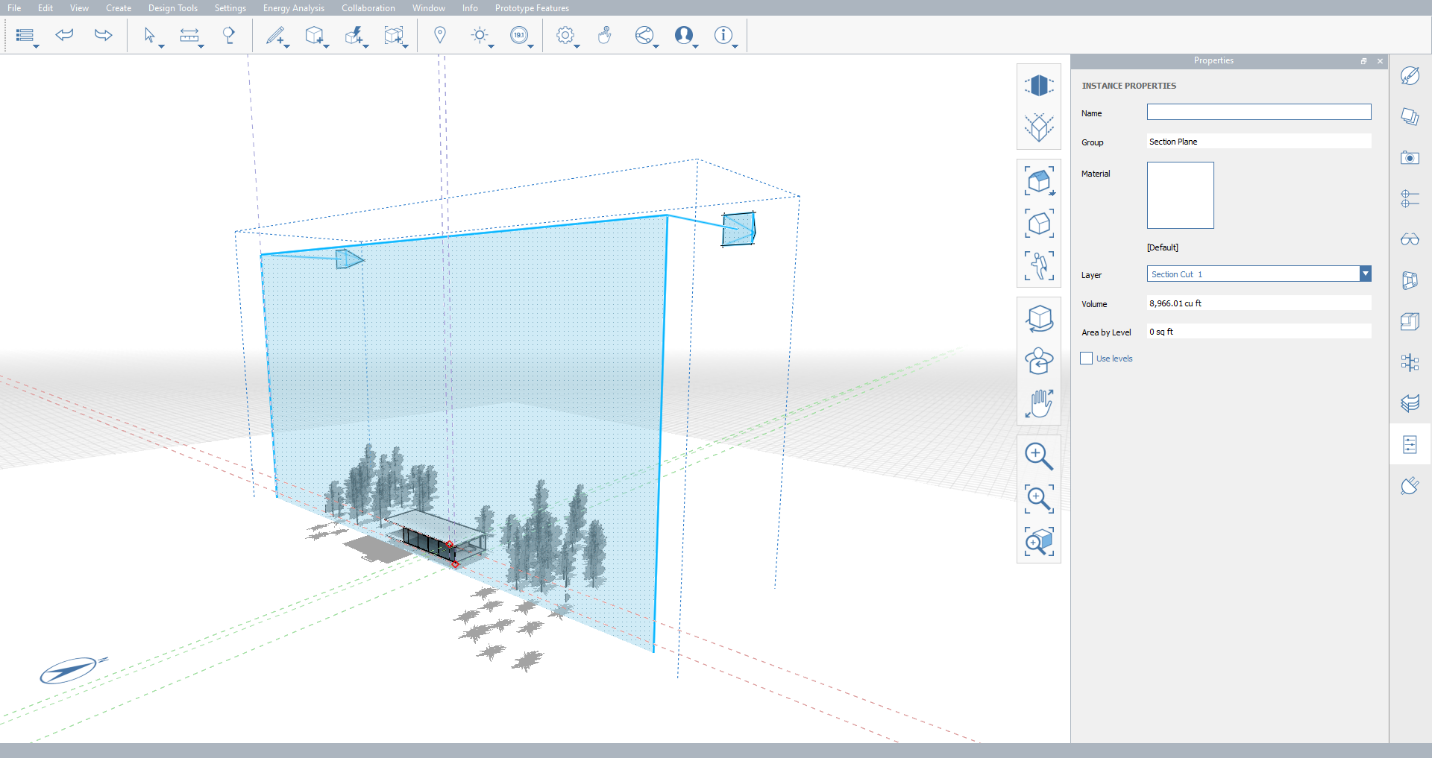 File Edit View Create Design Tools Settings Energy Analysis Collaboration Window Info Prototype Features
Properties
INSTANCE PROPERTIES
Name
Group Section Plane
Material
[Default]
Layer Section Cut 1
Volume 8,966.01 cu ft
Area by Level 0 sq ft
Use levels